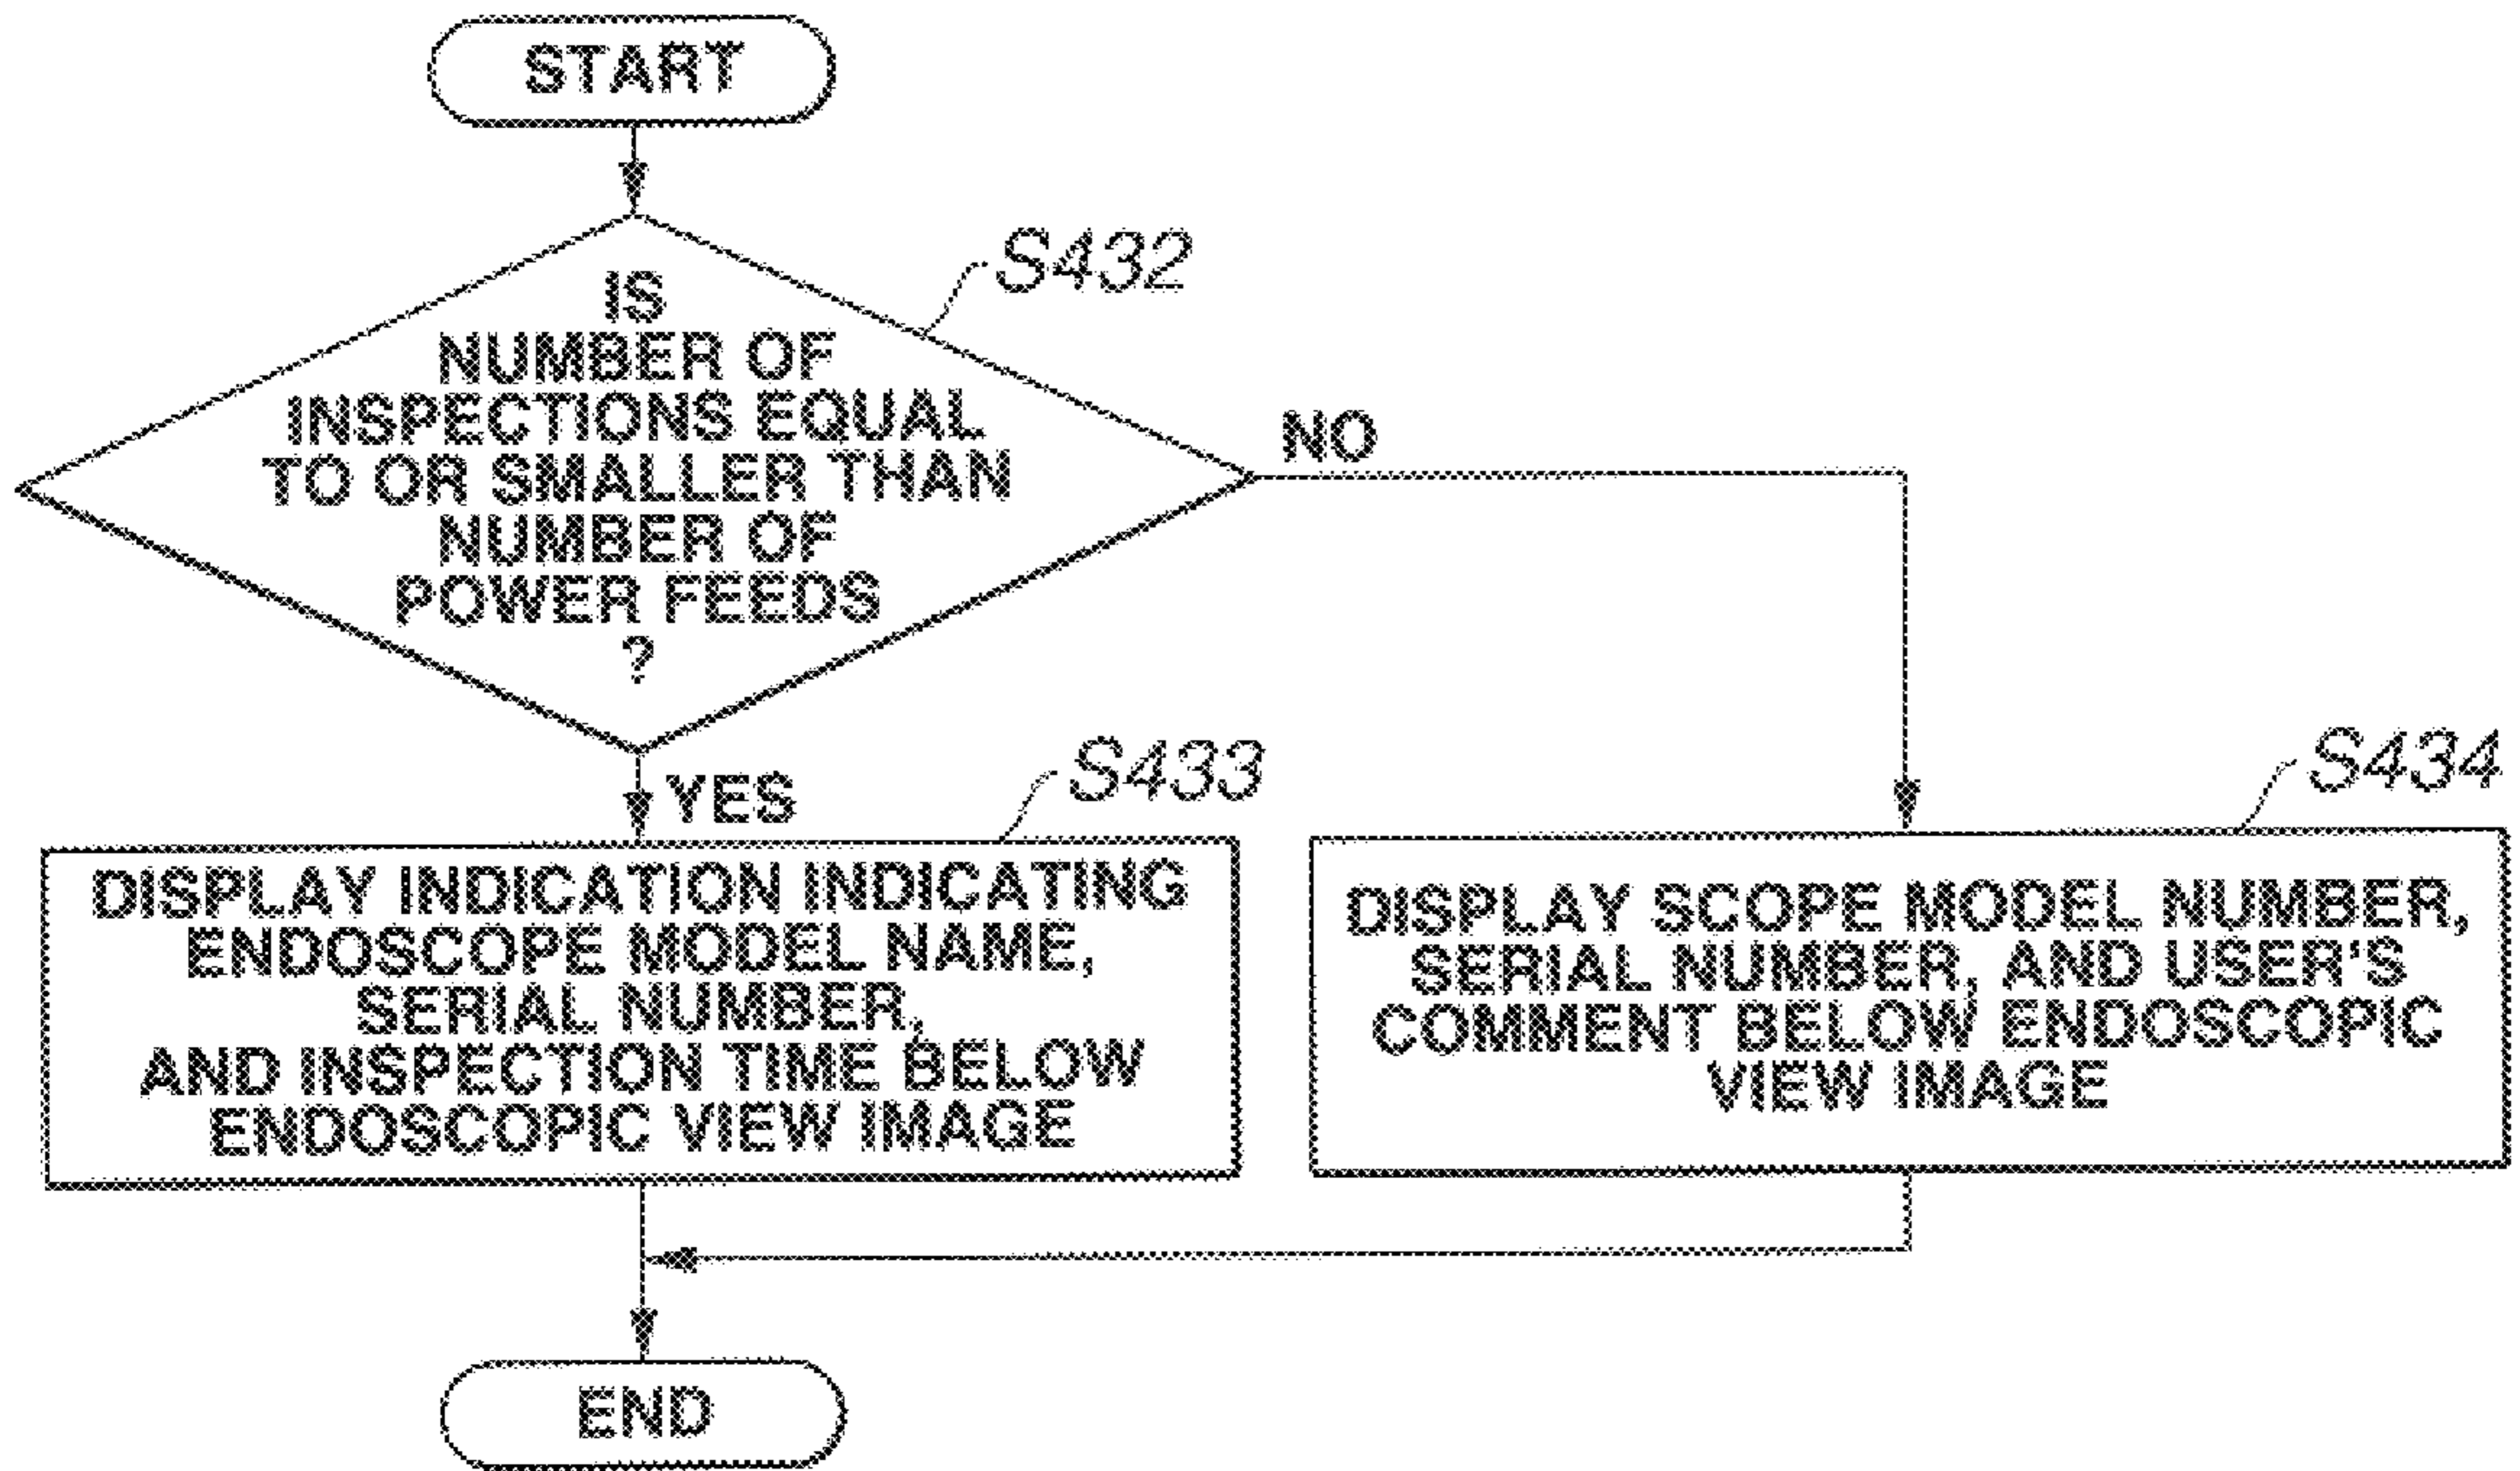 START
S432
IS
NUMBER OF
INSPECTIONS EQUAL
TO OR SMALLER THAN
NUMBER OF
POWER FEEDS
?
NO
YES
S433
DISPLAY INDICATION INDICATING
ENDOSCOPE MODEL NAME,
SERIAL NUMBER,
AND INSPECTION TIME BELOW
ENDOSCOPIC VIEW IMAGE
S434
DISPLAY SCOPE MODEL NUMBER,
SERIAL NUMBER, AND USER'S
COMMENT BELOW ENDOSCOPIC
VIEW IMAGE
END